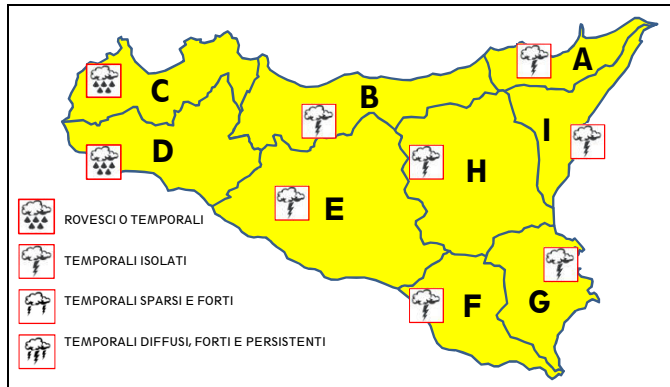 A
C
B
I
D
H
E
ROVESCI O TEMPORALI
TEMPORALI ISOLATI
G
F
TEMPORALI SPARSI E FORTI
TEMPORALI DIFFUSI, FORTI E PERSISTENTI